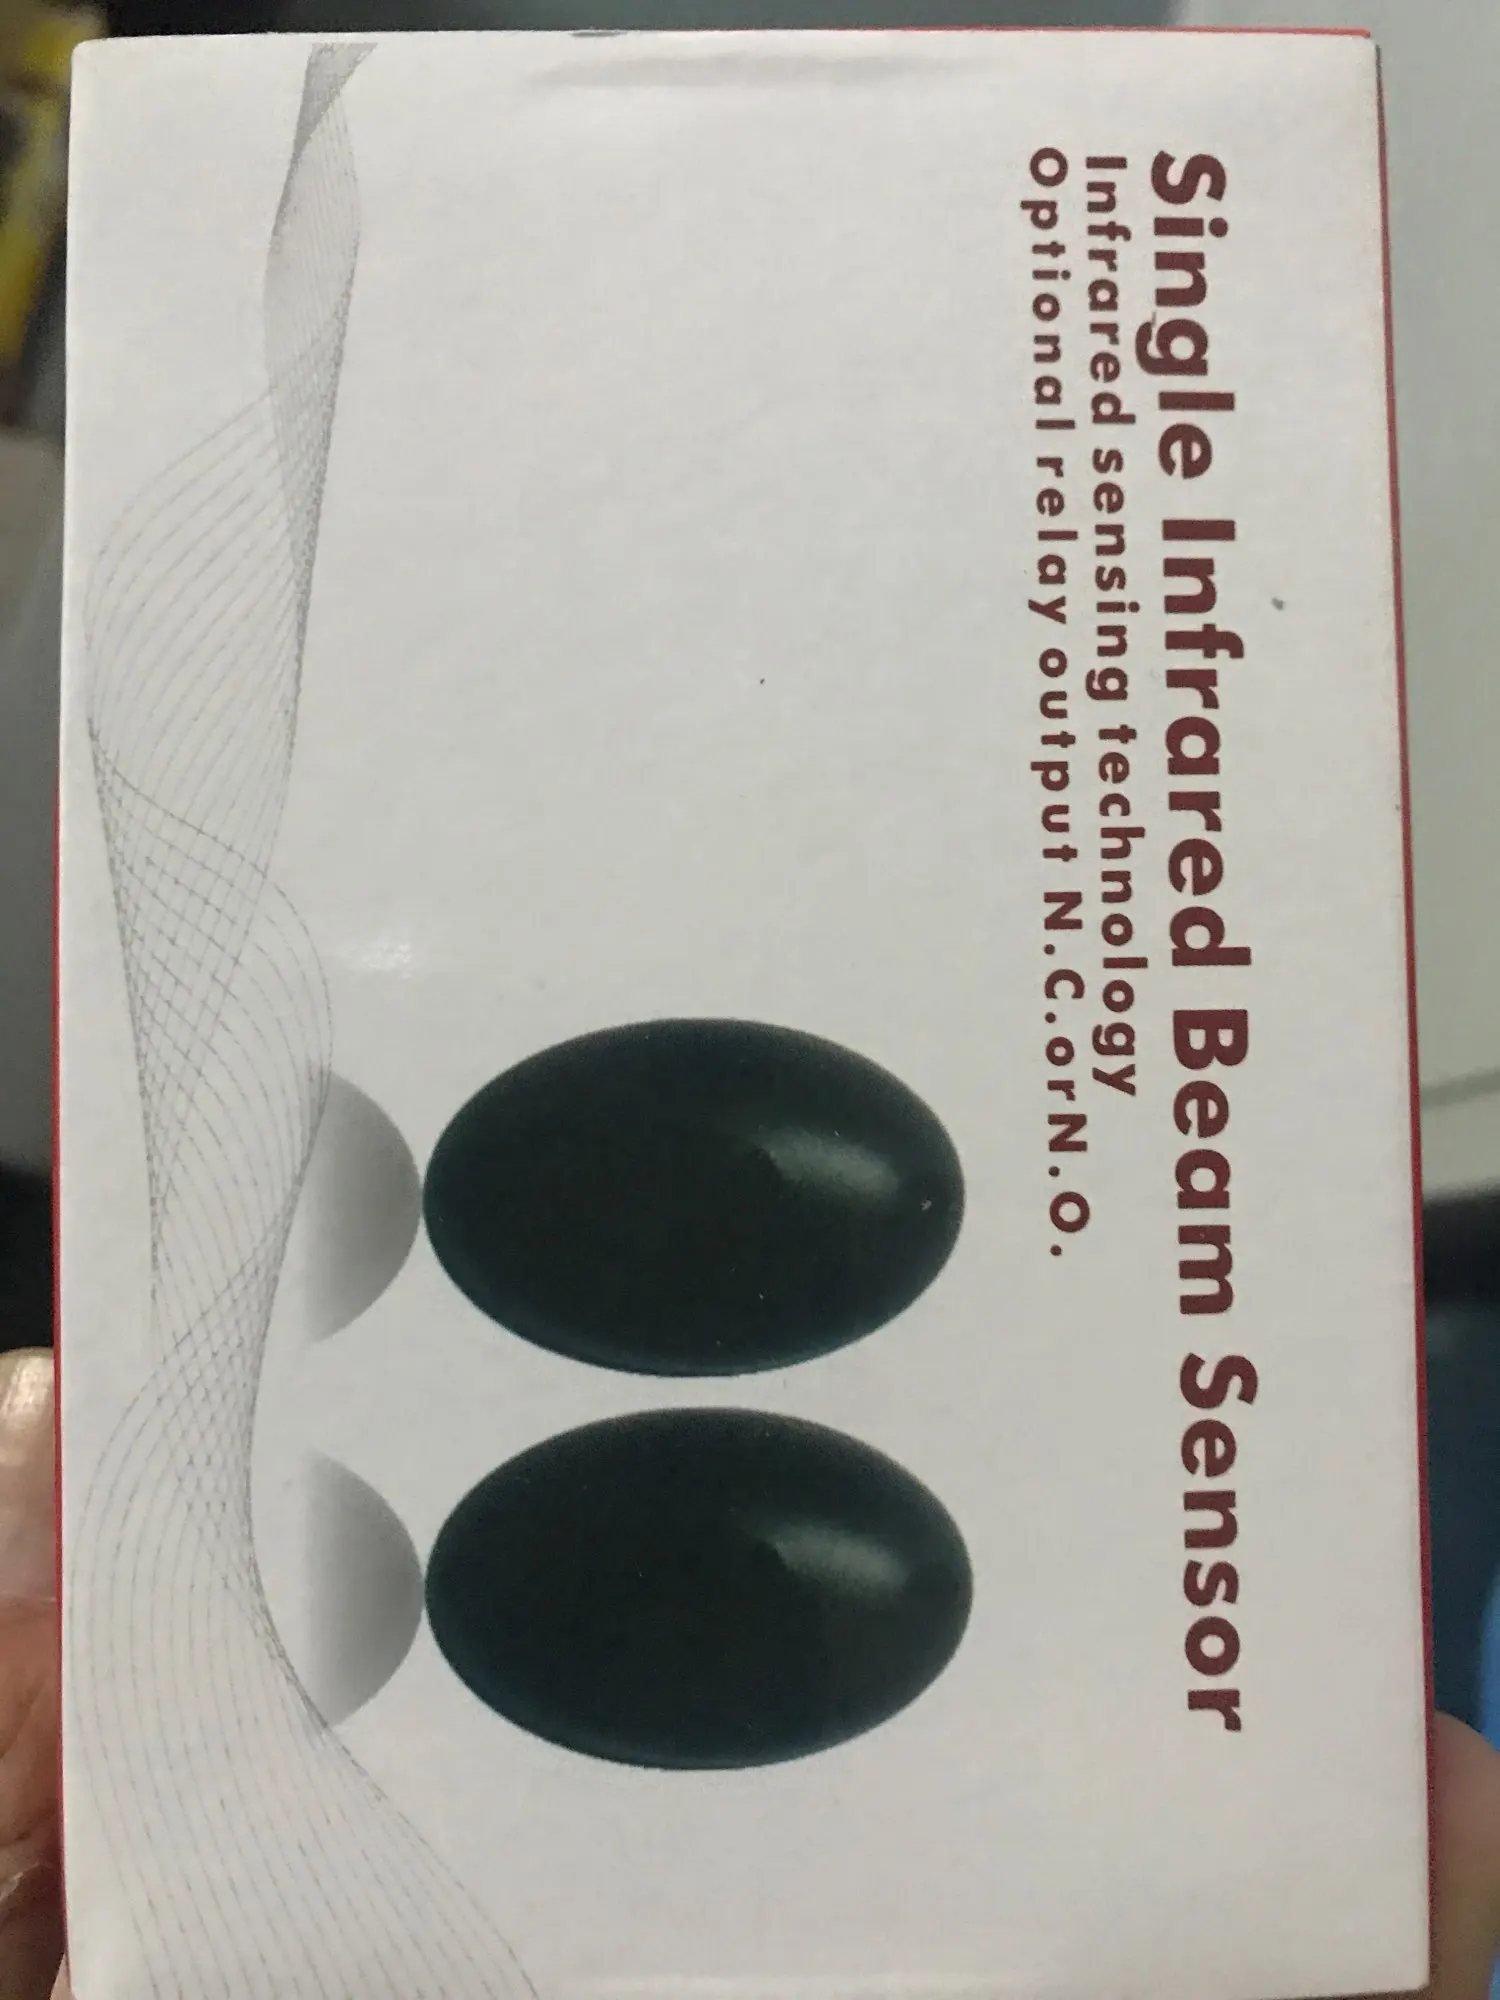 Single Infrared Beam Sensor
Infrared sensing technology
Optional relay output N.C.orN.O.